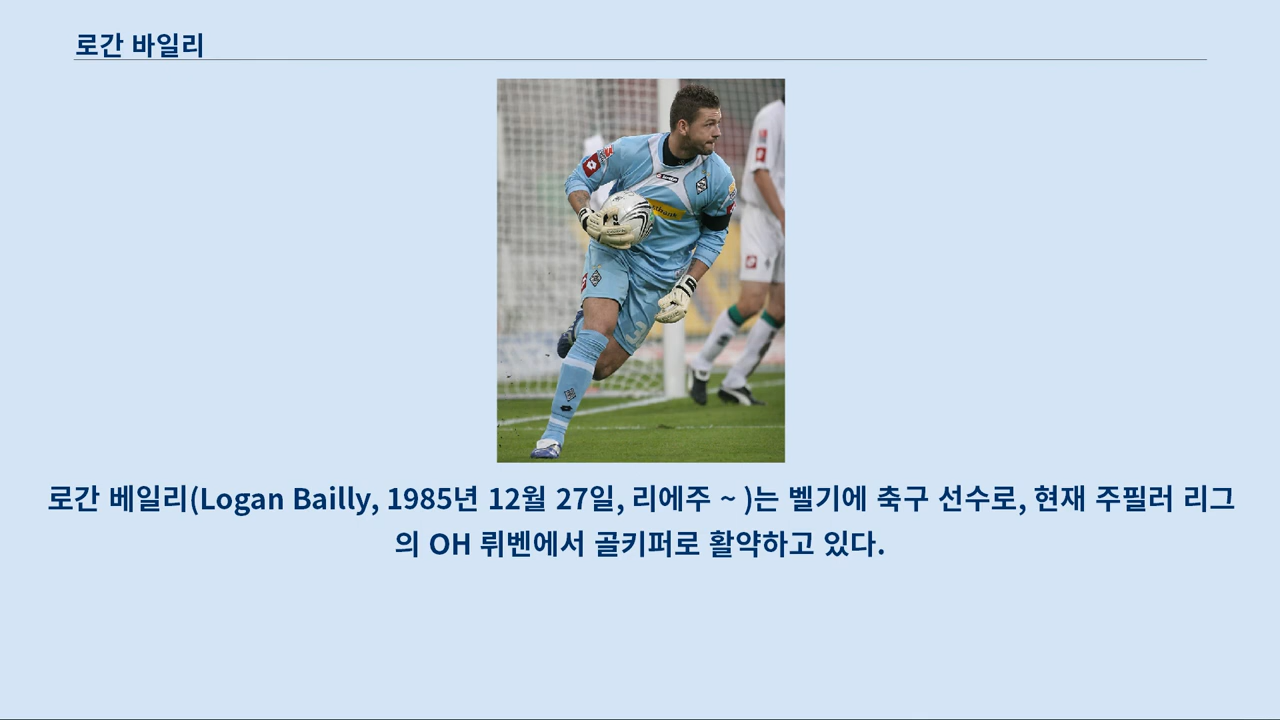 로간 바일리
로간 베일리(Logan Bailly, 1985년 12월 27일, 리에주 ~ )는 벨기에 축구 선수로, 현재 주필러 리그
의 OH 뤼벤에서 골키퍼로 활약하고 있다.